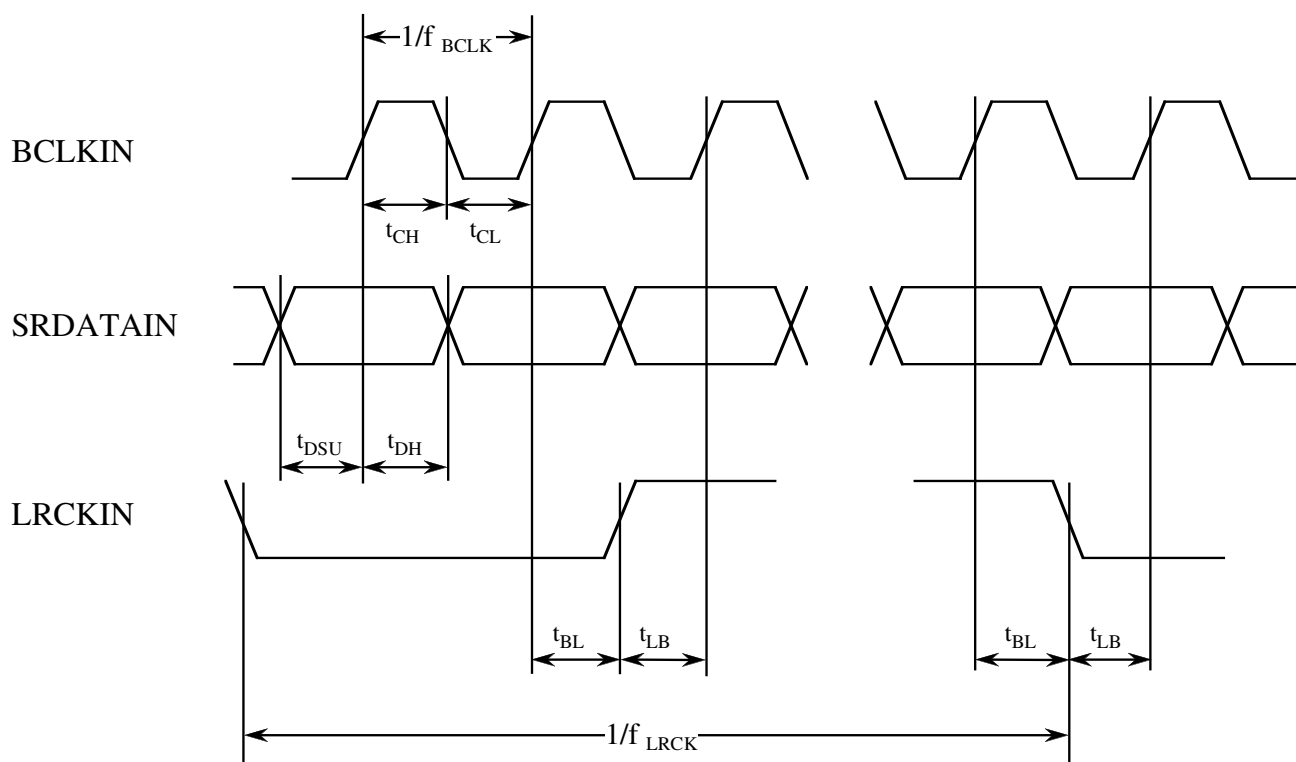 1/f BCLK
BCLKIN
tCH tCL
SRDATAIN
tDSU tDH
LRCKIN
tBL tLB tBL tLB
1/f LRCK